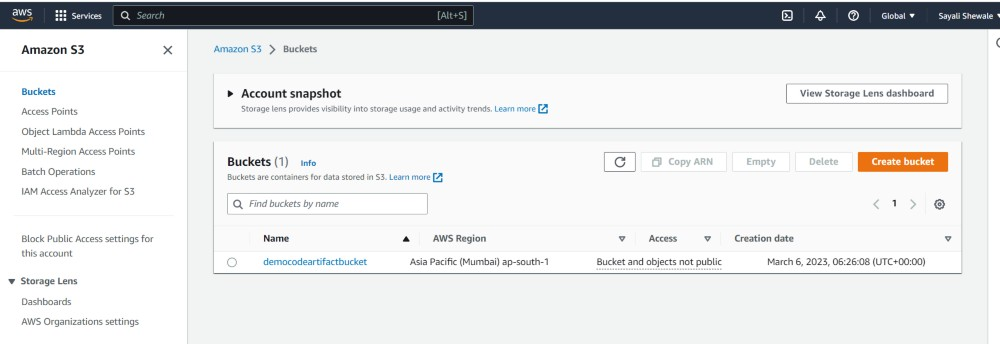 aws
Services
Search
[Alt+S]
Global ▼
Sayali Shewale
Amazon S3
Buckets
Access Points
Object Lambda Access Points
Multi-Region Access Points
Batch Operations
IAM Access Analyzer for S3
Block Public Access settings for
this account
Storage Lens
Dashboards
AWS Organizations settings
Amazon S3 > Buckets
Account snapshot
Storage lens provides visibility into storage usage and activity trends. Learn more
View Storage Lens dashboard
Buckets (1) Info
Buckets are containers for data stored in S3. Learn more
Copy ARN
Empty
Delete
Create bucket
Find buckets by name
1
Name AWS Region Access Creation date
democodeartifactbucket Asia Pacific (Mumbai) ap-south-1 Bucket and objects not public March 6, 2023, 06:26:08 (UTC+00:00)